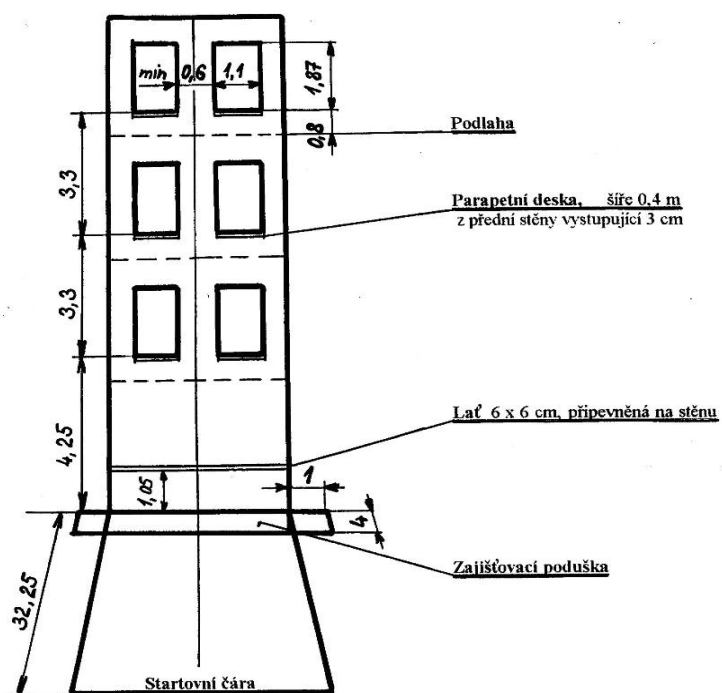 min 0,6 1,1
1,87
0,8
Podlaha
3,3
Parapetní deska, šíře 0,4 m
z přední stěny vystupující 3 cm
3,3
Lať 6 x 6 cm, připevněná na stěnu
4,25
1,05
1
4
Zajišťovací poduška
32,25
Startovní čára